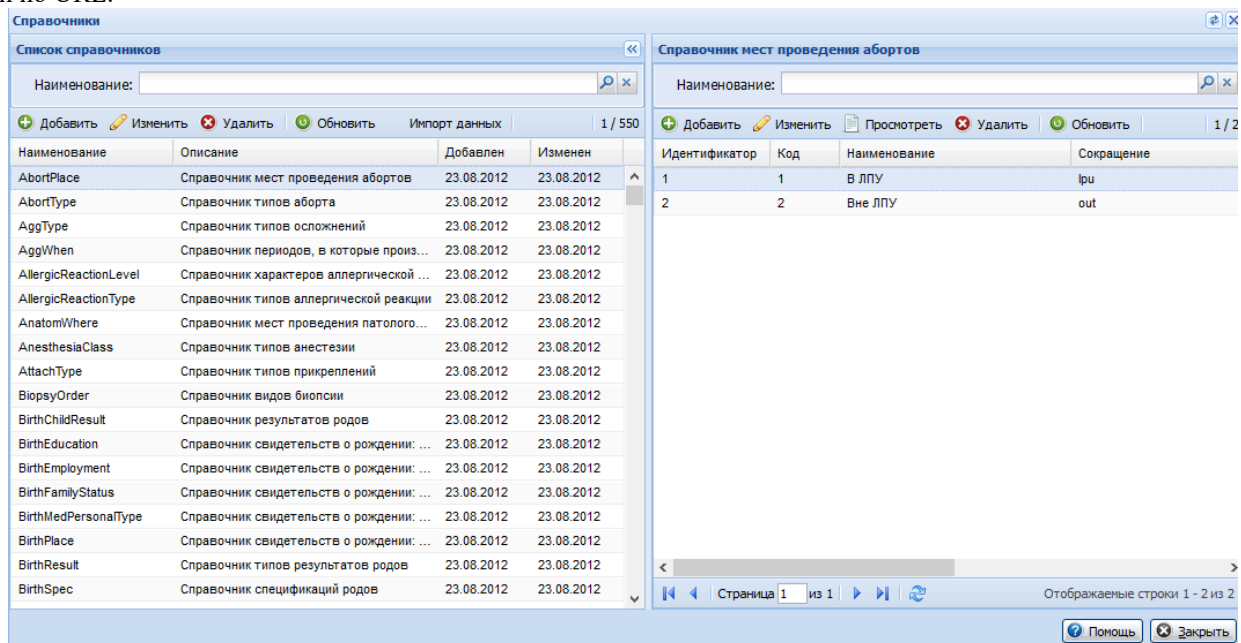 Справочники
Список справочников
Наименование:
Добавить Изменить Удалить Обновить Импорт данных 1 / 550
Наименование Описание Добавлен Изменен
AbortPlace Справочник мест проведения абортов 23.08.2012 23.08.2012
AbortType Справочник типов аборта 23.08.2012 23.08.2012
AggType Справочник типов осложнений 23.08.2012 23.08.2012
AggWhen Справочник периодов, в которые произ... 23.08.2012 23.08.2012
AllergicReactionLevel Справочник характеров аллергической ... 23.08.2012 23.08.2012
AllergicReactionType Справочник типов аллергической реакции 23.08.2012 23.08.2012
AnatomWhere Справочник мест проведения патолого... 23.08.2012 23.08.2012
AnesthesiaClass Справочник типов анестезии 23.08.2012 23.08.2012
AttachType Справочник типов прикреплений 23.08.2012 23.08.2012
BiopsyOrder Справочник видов биопсии 23.08.2012 23.08.2012
BirthChildResult Справочник результатов родов 23.08.2012 23.08.2012
BirthEducation Справочник свидетельств о рождении: ... 23.08.2012 23.08.2012
BirthEmployment Справочник свидетельств о рождении: ... 23.08.2012 23.08.2012
BirthFamilyStatus Справочник свидетельств о рождении: ... 23.08.2012 23.08.2012
BirthMedPersonalType Справочник свидетельств о рождении: ... 23.08.2012 23.08.2012
BirthPlace Справочник свидетельств о рождении: ... 23.08.2012 23.08.2012
BirthResult Справочник типов результатов родов 23.08.2012 23.08.2012
BirthSpec Справочник спецификаций родов 23.08.2012 23.08.2012
Справочник мест проведения абортов
Наименование:
Добавить Изменить Просмотреть Удалить Обновить 1 / 2
Идентификатор Код Наименование Сокращение
1 1 В ЛПУ lpu
2 2 Вне ЛПУ out
Страница 1 из 1 Отображаемые строки 1 - 2 из 2
Помощь Закрыть